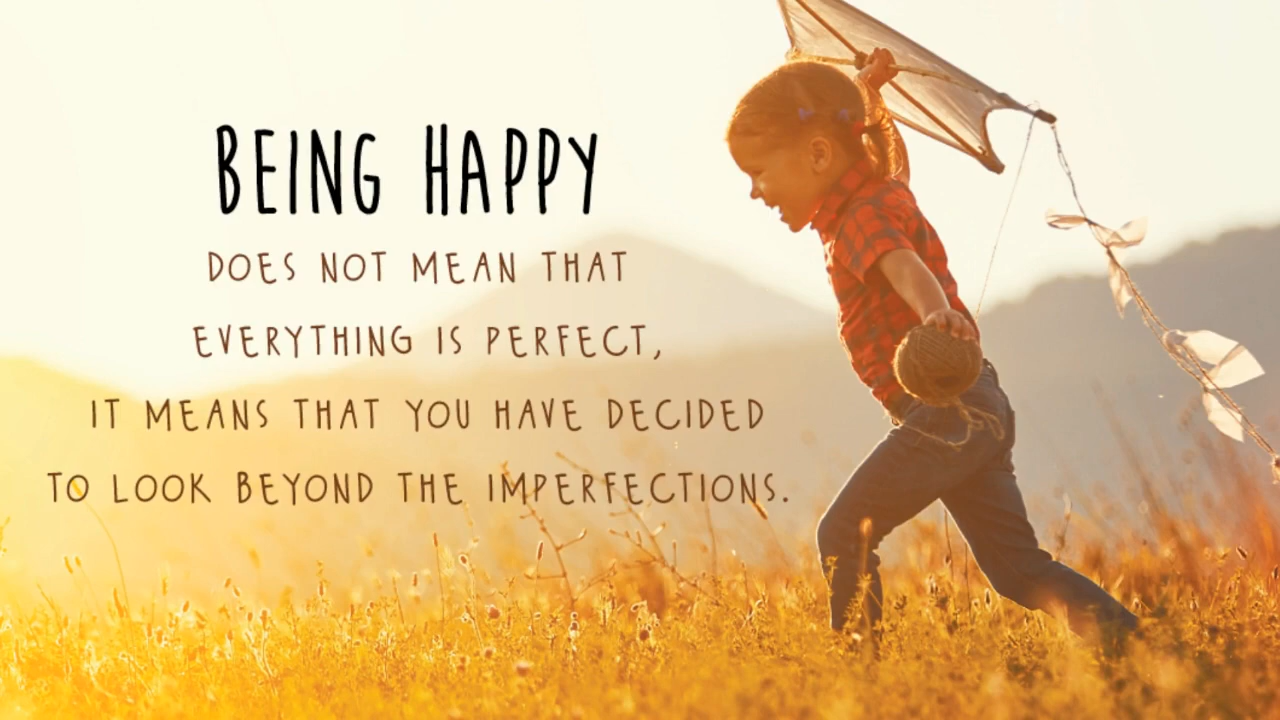 BEING HAPPY
DOES NOT MEAN THAT
EVERYTHING IS PERFECT,
IT MEANS THAT YOU HAVE DECIDED
TO LOOK BEYOND THE IMPERFECTIONS.